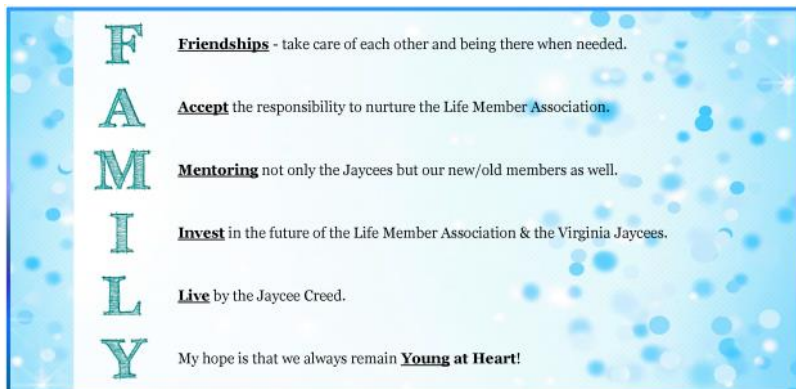 F Friendships - take care of each other and being there when needed.
A Accept the responsibility to nurture the Life Member Association.
M Mentoring not only the Jaycees but our new/old members as well.
I Invest in the future of the Life Member Association & the Virginia Jaycees.
L Live by the Jaycee Creed.
Y My hope is that we always remain Young at Heart!